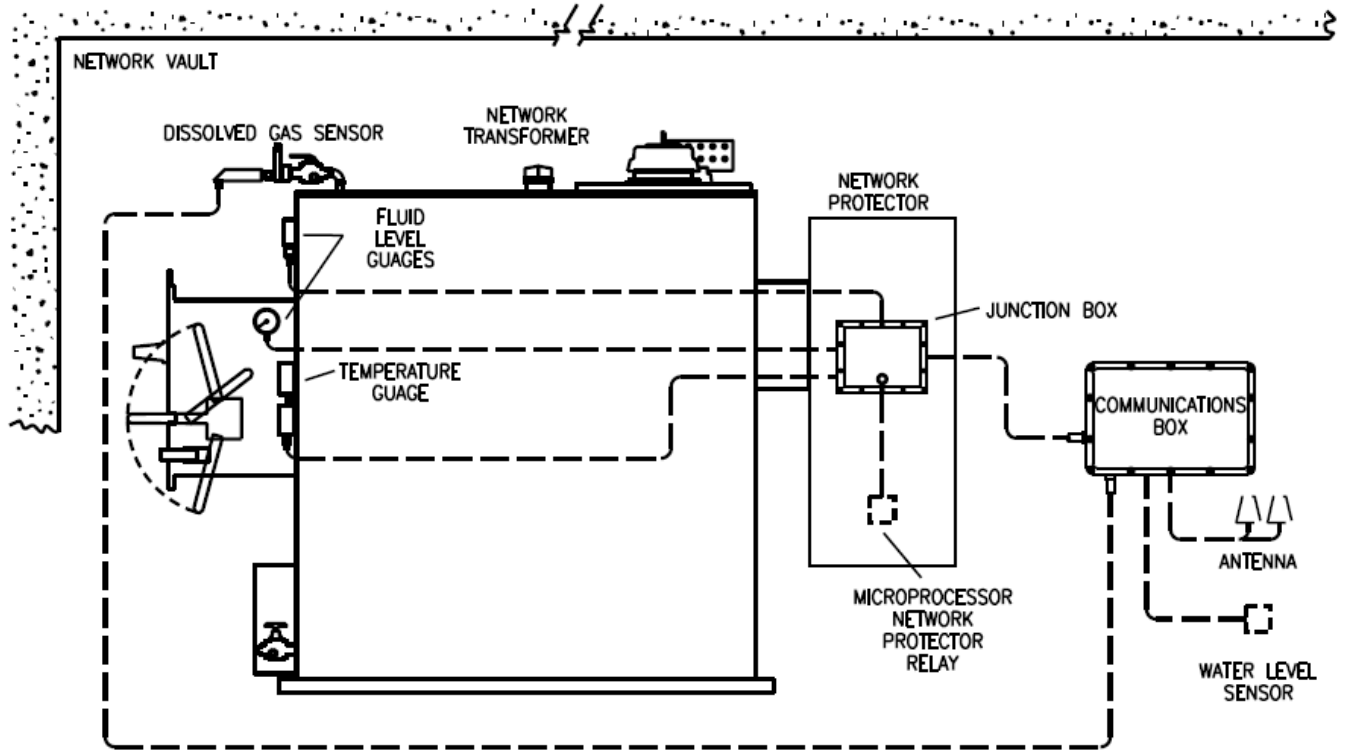 NETWORK VAULT
DISSOLVED GAS SENSOR
NETWORK
TRANSFORMER
NETWORK
PROTECTOR
FLUID
LEVEL
GUAGES
JUNCTION BOX
TEMPERATURE
GUAGE
COMMUNICATIONS
BOX
ANTENNA
MICROPROCESSOR
NETWORK
PROTECTOR
RELAY
WATER LEVEL
SENSOR